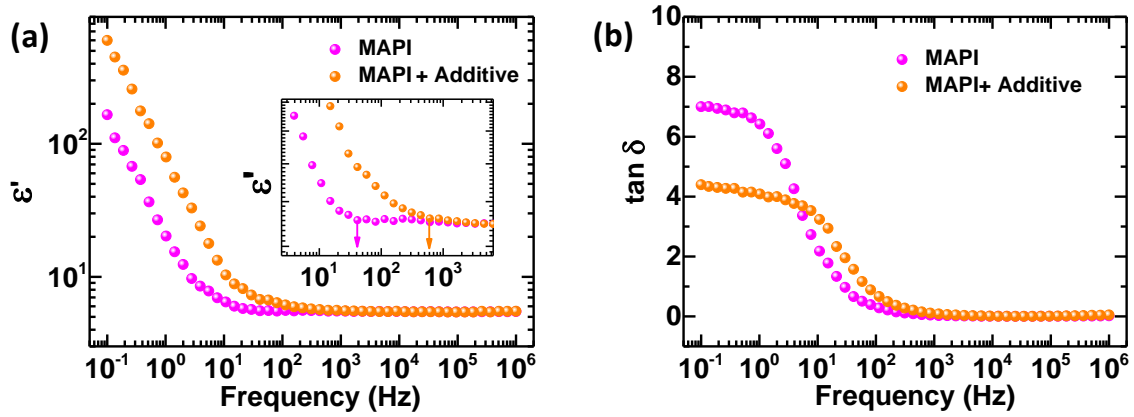 (a)
MAPI
MAPI + Additive
ε'
10²
10¹
10⁻¹ 10⁰ 10¹ 10² 10³ 10⁴ 10⁵ 10⁶
Frequency (Hz)
ε'
10¹ 10² 10³
(b)
MAPI
MAPI+ Additive
tan δ
10
8
6
4
2
0
10⁻¹ 10⁰ 10¹ 10² 10³ 10⁴ 10⁵ 10⁶
Frequency (Hz)